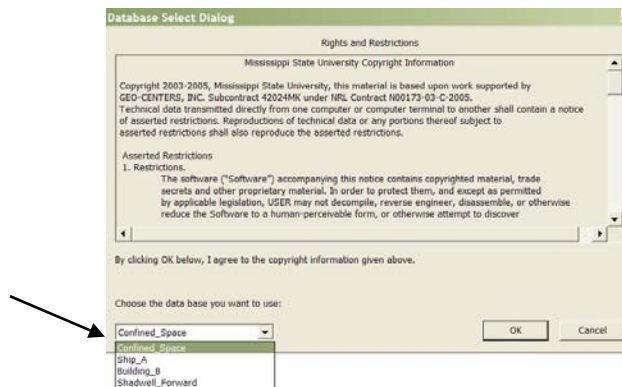 Database Select Dialog
Rights and Restrictions
Mississippi State University Copyright Information
Copyright 2003-2005, Mississippi State University, this material is based upon work supported by
GEO-CENTERS, INC. Subcontract 42024MK under NRL Contract N00173-03-C-2005.
Technical data transmitted directly from one computer or computer terminal to another shall contain a notice
of asserted restrictions. Reproductions of technical data or any portions thereof subject to
asserted restrictions shall also reproduce the asserted restrictions.
Asserted Restrictions
1. Restrictions.
The software ("Software") accompanying this notice contains copyrighted material, trade
secrets and other proprietary material. In order to protect them, and except as permitted
by applicable legislation, USER may not decompile, reverse engineer, disassemble, or otherwise
reduce the Software to a human-perceivable form, or otherwise attempt to discover
By clicking OK below, I agree to the copyright information given above.
Choose the data base you want to use:
Confined_Space
OK
Cancel
Confined_Space
Ship_A
Building_B
Shadwell_Forward